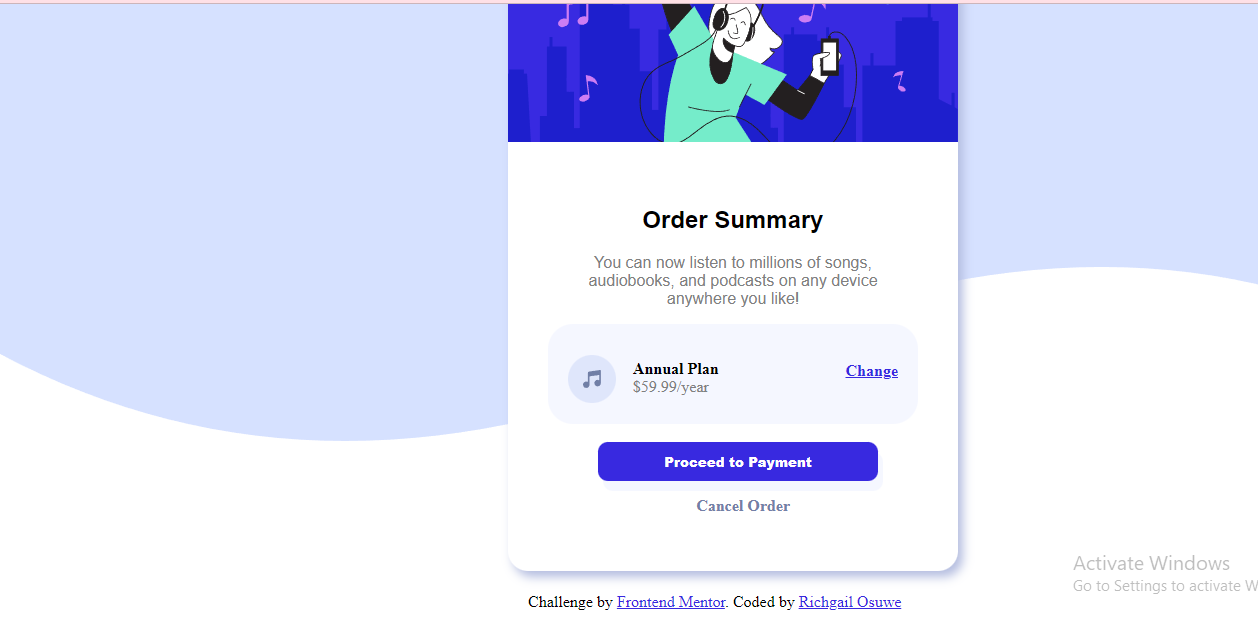 Order Summary
You can now listen to millions of songs,
audiobooks, and podcasts on any device
anywhere you like!
Annual Plan
$59.99/year
Change
Proceed to Payment
Cancel Order
Activate Windows
Go to Settings to activate W
Challenge by Frontend Mentor. Coded by Richgail Osuwe